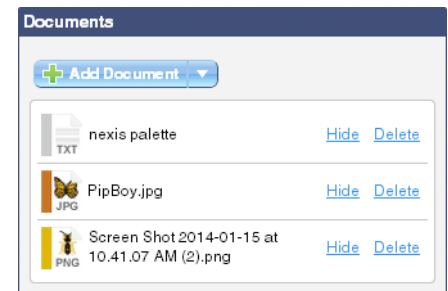 Documents
Add Document
nexis palette Hide Delete
TXT
PipBoy.jpg Hide Delete
JPG
Screen Shot 2014-01-15 at
10.41.07 AM (2).png Hide Delete
PNG